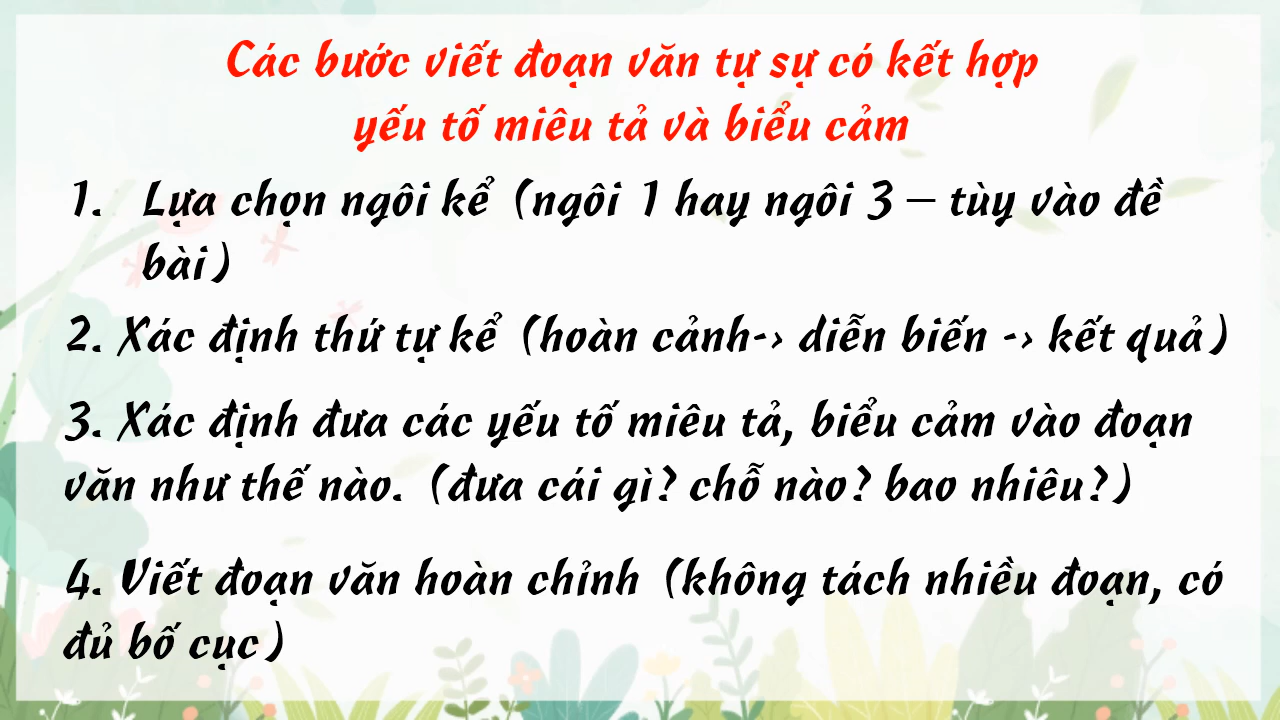 Các bước viết đoạn văn tự sự có kết hợp
yếu tố miêu tả và biểu cảm
1. Lựa chọn ngôi kể (ngôi 1 hay ngôi 3 – tùy vào đề
bài)
2. Xác định thứ tự kể (hoàn cảnh-> diễn biến -> kết quả)
3. Xác định đưa các yếu tố miêu tả, biểu cảm vào đoạn
văn như thế nào. (đưa cái gì? chỗ nào? bao nhiêu?)
4. Viết đoạn văn hoàn chỉnh (không tách nhiều đoạn, có
đủ bố cục)